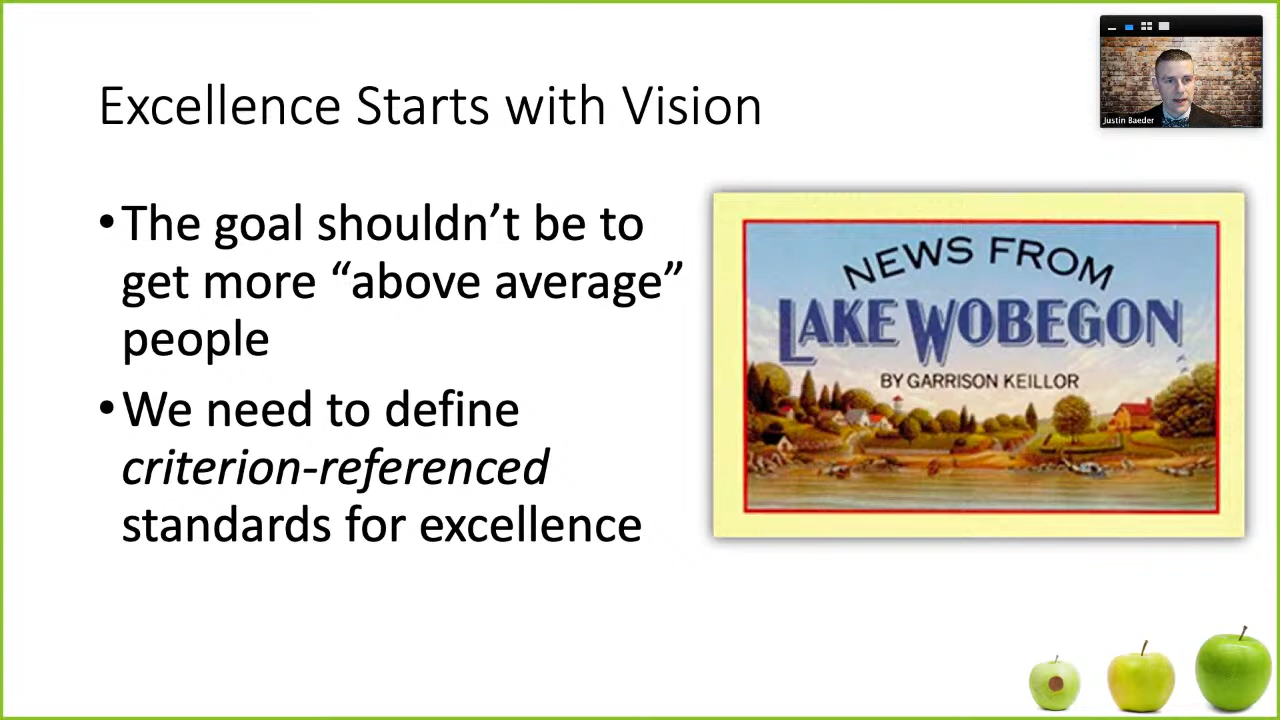 Justin Baeder
Excellence Starts with Vision
•The goal shouldn’t be to
get more “above average”
people
•We need to define
criterion-referenced
standards for excellence
NEWS FROM
LAKE WOBEGON
BY GARRISON KEILLOR